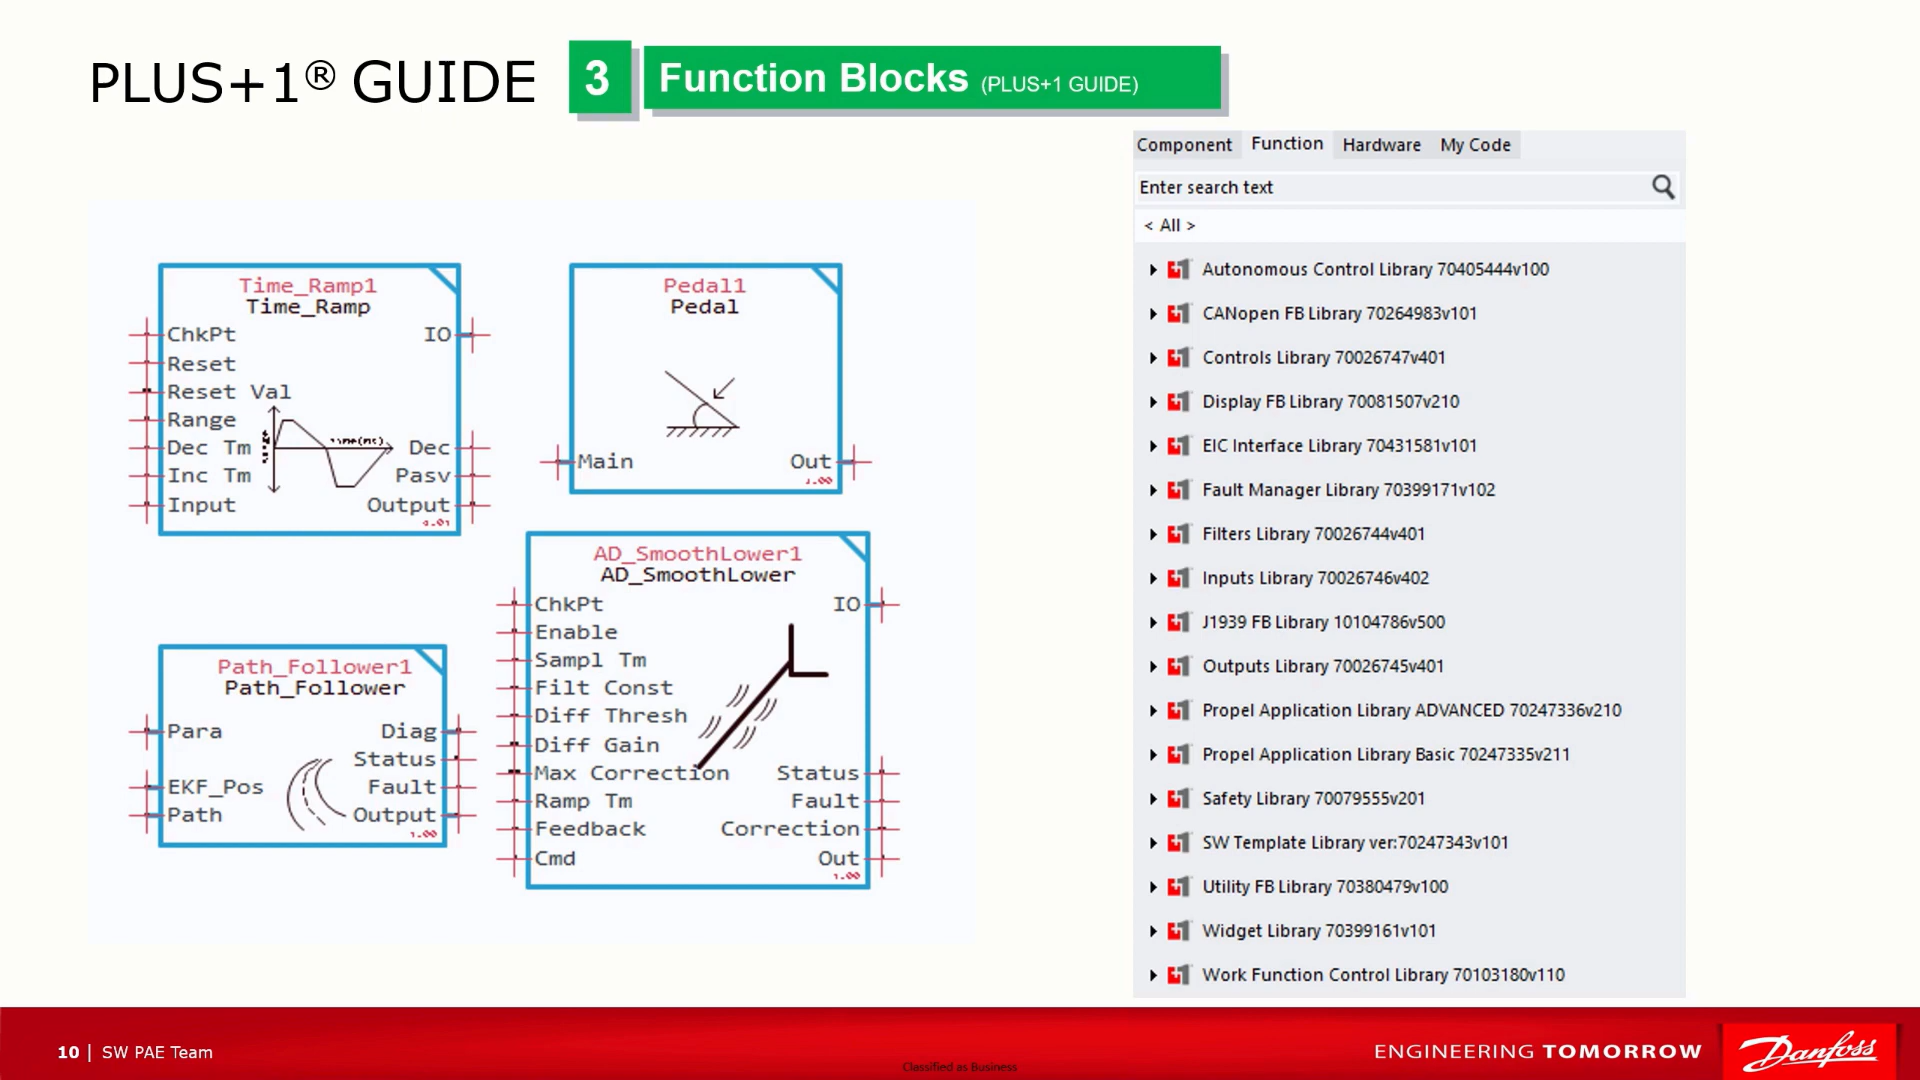 PLUS+1® GUIDE
3
Function Blocks (PLUS+1 GUIDE)
Time_Ramp1
Time_Ramp
ChkPt
IO
Reset
Reset Val
Range
Dec Tm
Dec
Inc Tm
Pasv
Input
Output
Pedal1
Pedal
Main
Out
1.00
AD_SmoothLower1
AD_SmoothLower
ChkPt
IO
Enable
Sampl Tm
Filt Const
Diff Thresh
Diff Gain
Max Correction
Status
Ramp Tm
Fault
Feedback
Correction
Cmd
Out
1.00
Path_Follower1
Path_Follower
Para
Diag
Status
EKF_Pos
Fault
Path
Output
1.00
Component Function Hardware My Code
Enter search text
< All >
Autonomous Control Library 70405444v100
CANopen FB Library 70264983v101
Controls Library 70026747v401
Display FB Library 70081507v210
EIC Interface Library 70431581v101
Fault Manager Library 70399171v102
Filters Library 70026744v401
Inputs Library 70026746v402
J1939 FB Library 10104786v500
Outputs Library 70026745v401
Propel Application Library ADVANCED 70247336v210
Propel Application Library Basic 70247335v211
Safety Library 70079555v201
SW Template Library ver:70247343v101
Utility FB Library 70380479v100
Widget Library 70399161v101
Work Function Control Library 70103180v110
10 | SW PAE Team
Classified as Business
ENGINEERING TOMORROW
Danfoss